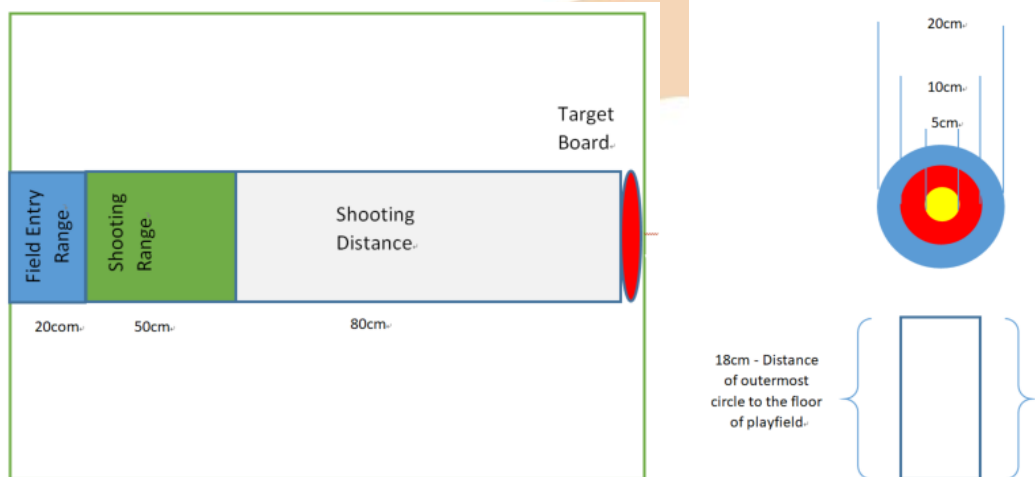 Target
Board
Field Entry
Range
Shooting
Range
Shooting
Distance
20com
50cm
80cm
20cm
10cm
5cm
18cm - Distance
of outermost
circle to the floor
of playfield